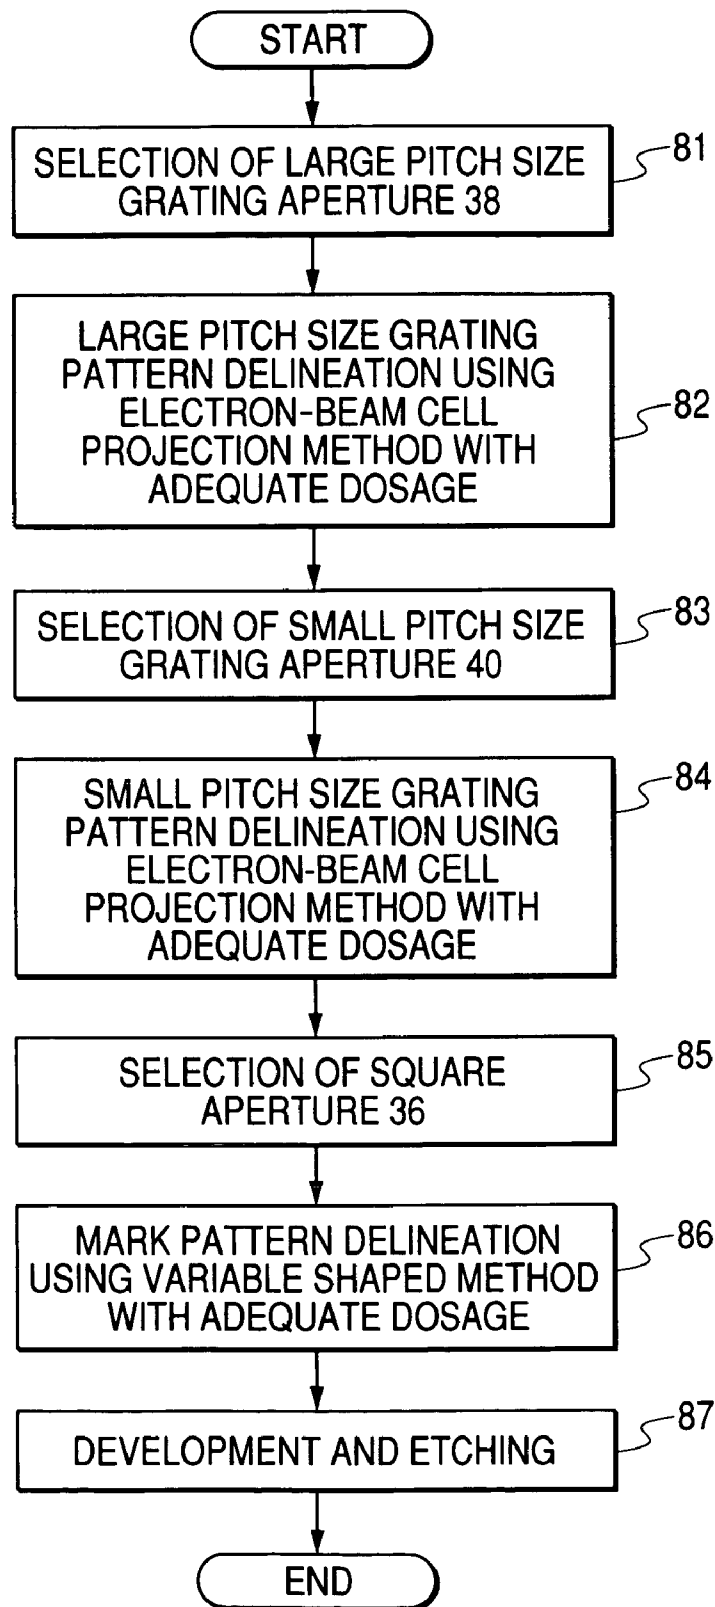 START
SELECTION OF LARGE PITCH SIZE
GRATING APERTURE 38
81
LARGE PITCH SIZE GRATING
PATTERN DELINEATION USING
ELECTRON-BEAM CELL
PROJECTION METHOD WITH
ADEQUATE DOSAGE
82
SELECTION OF SMALL PITCH SIZE
GRATING APERTURE 40
83
SMALL PITCH SIZE GRATING
PATTERN DELINEATION USING
ELECTRON-BEAM CELL
PROJECTION METHOD WITH
ADEQUATE DOSAGE
84
SELECTION OF SQUARE
APERTURE 36
85
MARK PATTERN DELINEATION
USING VARIABLE SHAPED METHOD
WITH ADEQUATE DOSAGE
86
DEVELOPMENT AND ETCHING
87
END